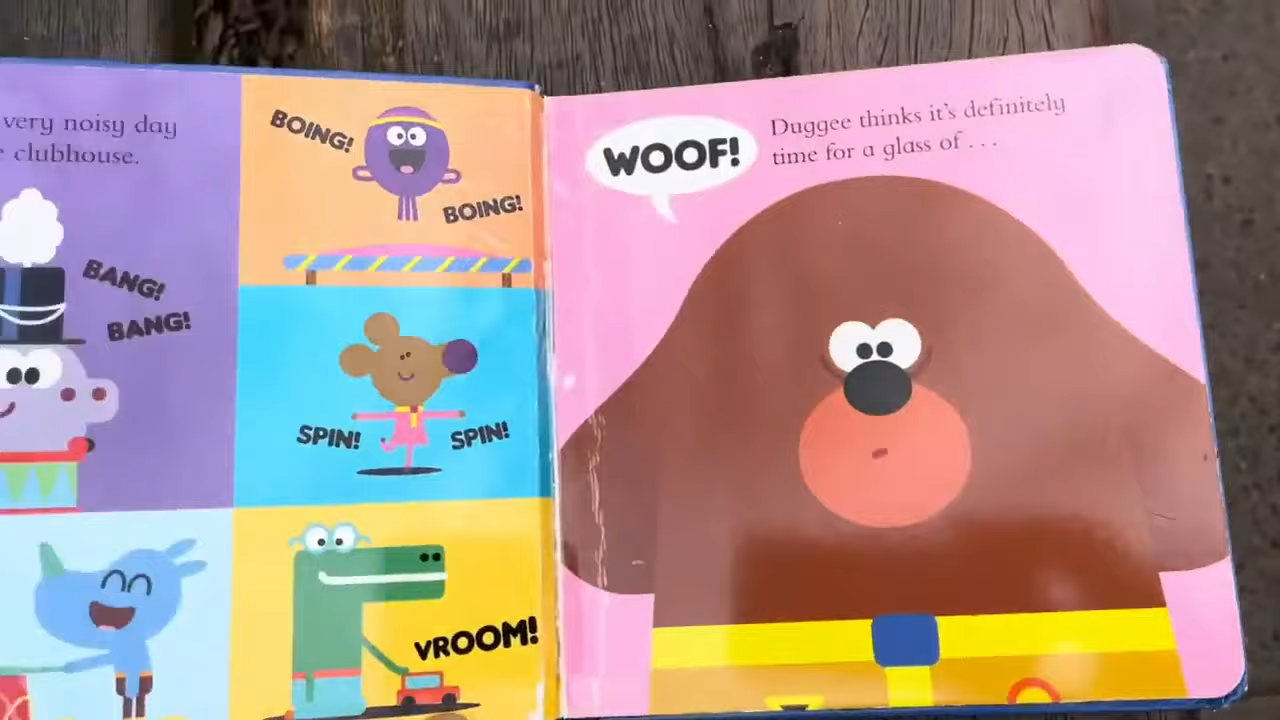 very noisy day
clubhouse.
BANG!
BANG!
BOING!
BOING!
SPIN!
SPIN!
VROOM!
WOOF!
Duggee thinks it's definitely
time for a glass of . . .